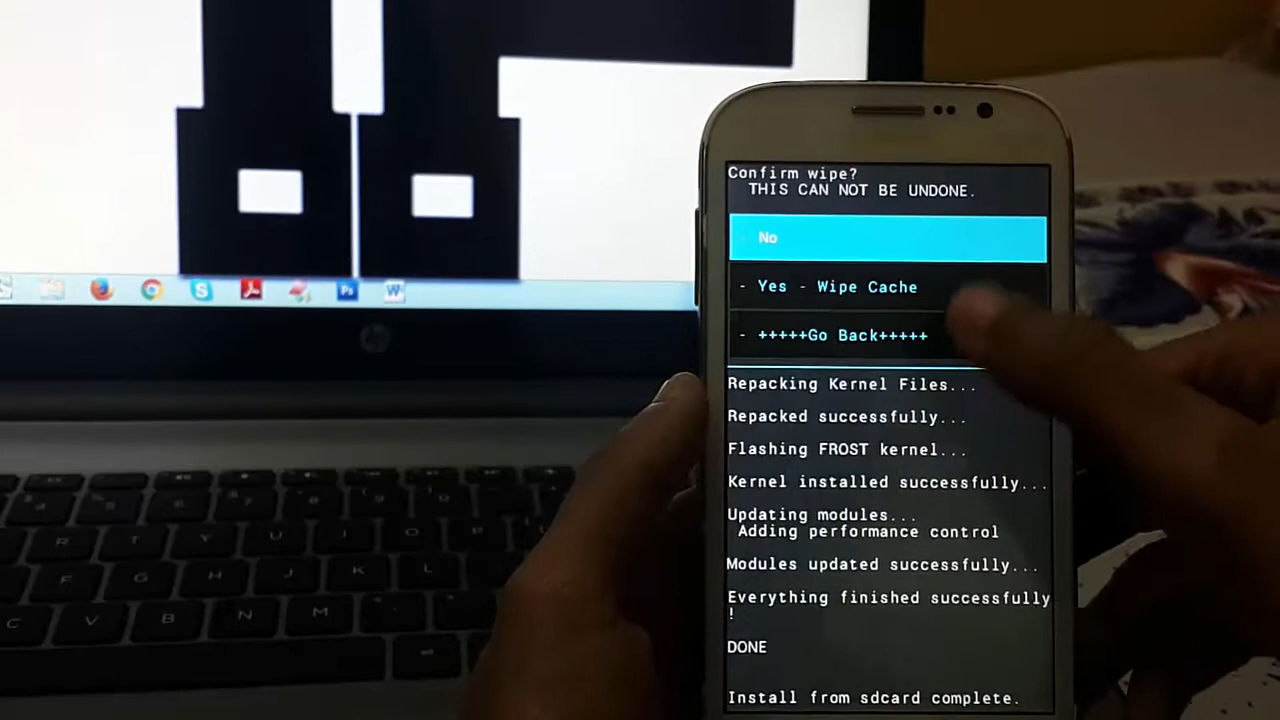 Confirm wipe?
THIS CAN NOT BE UNDONE.
No
- Yes - Wipe Cache
- +++++Go Back+++++
Repacking Kernel Files...
Repacked successfully...
Flashing FROST kernel...
Kernel installed successfully...
Updating modules...
Adding performance control
Modules updated successfully...
Everything finished successfully
!
DONE
Install from sdcard complete.
S
Ps
W
R T Y U I O P
F G H J K L
C V B N M